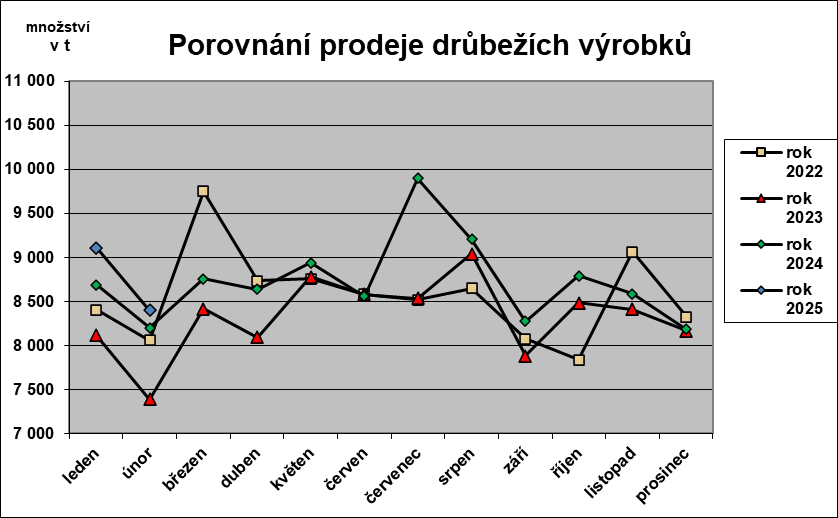 množství
v t
Porovnání prodeje drůbežích výrobků
11 000
10 500
10 000
9 500
9 000
8 500
8 000
7 500
7 000
leden
únor
březen
duben
květen
červen
červenec
srpen
září
říjen
listopad
prosinec
rok
2022
rok
2023
rok
2024
rok
2025